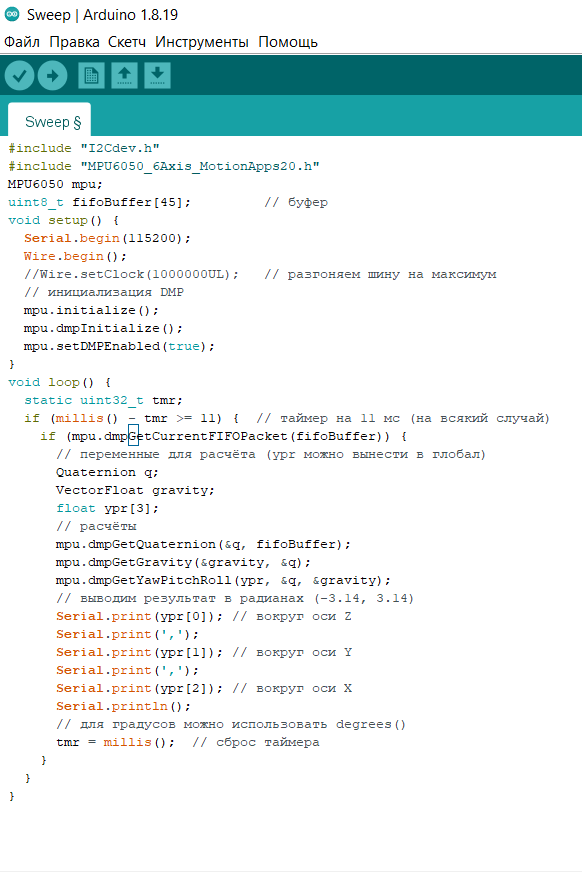 Sweep | Arduino 1.8.19
Файл Правка Скетч Инструменты Помощь
Sweep §
#include "I2Cdev.h"
#include "MPU6050_6Axis_MotionApps20.h"
MPU6050 mpu;
uint8_t fifoBuffer[45];         // буфер
void setup() {
  Serial.begin(115200);
  Wire.begin();
  //Wire.setClock(1000000UL);   // разгоняем шину на максимум
  // инициализация DMP
  mpu.initialize();
  mpu.dmpInitialize();
  mpu.setDMPEnabled(true);
}
void loop() {
  static uint32_t tmr;
  if (millis() - tmr >= 11) {  // таймер на 11 мс (на всякий случай)
    if (mpu.dmpGetCurrentFIFOPacket(fifoBuffer)) {
      // переменные для расчёта (ypr можно вынести в глобал)
      Quaternion q;
      VectorFloat gravity;
      float ypr[3];
      // расчёты
      mpu.dmpGetQuaternion(&q, fifoBuffer);
      mpu.dmpGetGravity(&gravity, &q);
      mpu.dmpGetYawPitchRoll(ypr, &q, &gravity);
      // выводим результат в радианах (-3.14, 3.14)
      Serial.print(ypr[0]); // вокруг оси Z
      Serial.print(',');
      Serial.print(ypr[1]); // вокруг оси Y
      Serial.print(',');
      Serial.print(ypr[2]); // вокруг оси X
      Serial.println();
      // для градусов можно использовать degrees()
      tmr = millis();  // сброс таймера
    }
  }
}